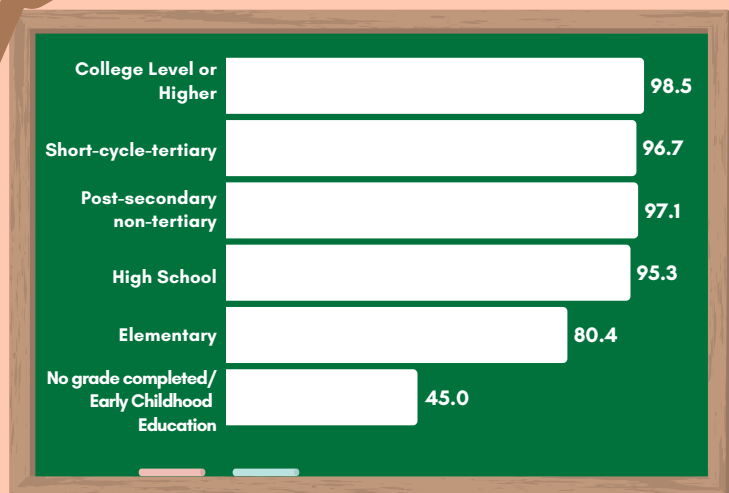 College Level or
Higher
98.5
Short-cycle-tertiary
96.7
Post-secondary
non-tertiary
97.1
High School
95.3
Elementary
80.4
No grade completed/
Early Childhood
Education
45.0